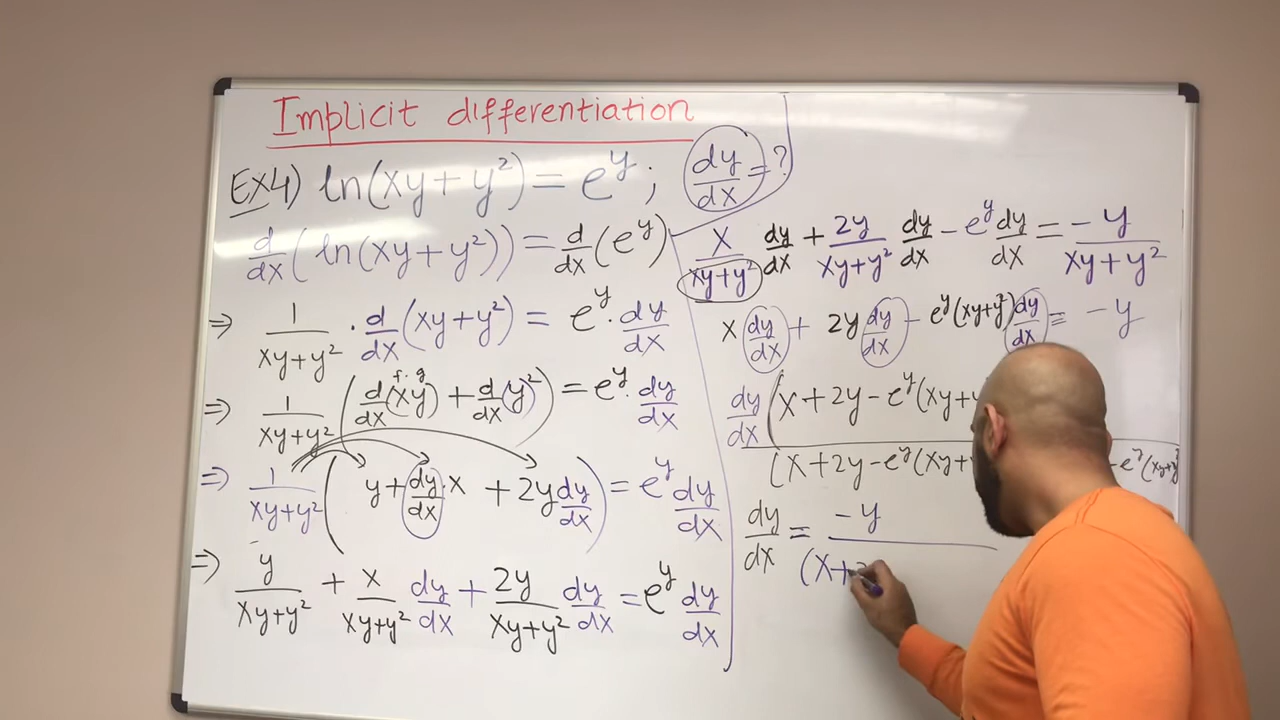 Implicit differentiation
EX4) ln(xy+y²)=e^y; dy/dx=?
d/dx(ln(xy+y²))=d/dx(e^y)
⇒ 1/(xy+y²) · d/dx(xy+y²) = e^y · dy/dx
f. g
⇒ 1/(xy+y²) (d/dx(xy)+d/dx(y²)) = e^y · dy/dx
⇒ 1/(xy+y²) (y+dy/dx·x + 2y dy/dx) = e^y dy/dx
⇒ y/(xy+y²) + x/(xy+y²) dy/dx + 2y/(xy+y²) dy/dx = e^y dy/dx
x/(xy+y²) dy/dx + 2y/(xy+y²) dy/dx - e^y dy/dx = -y/(xy+y²)
x dy/dx + 2y dy/dx - e^y(xy+y²) dy/dx = -y
dy/dx (x+2y-e^y(xy+y
(x+2y-e^y(xy+y -e^y(xy+y²
dy/dx = -y
(x+